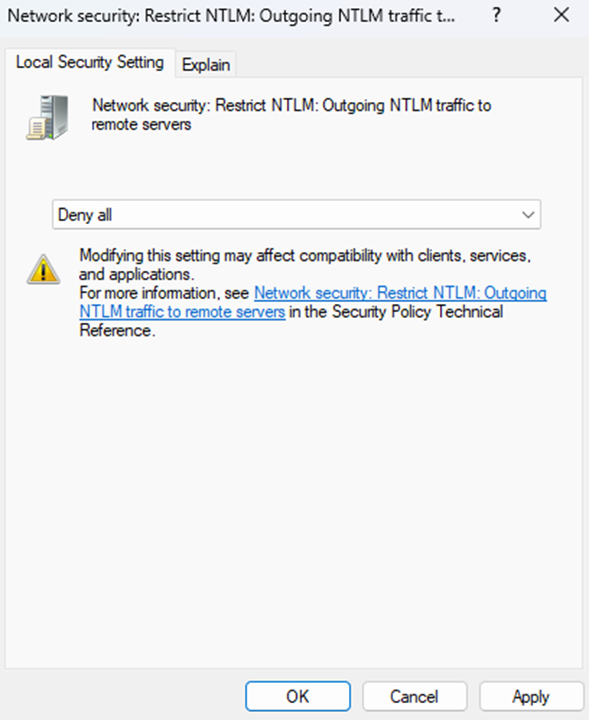 Network security: Restrict NTLM: Outgoing NTLM traffic t...
?
Local Security Setting
Explain
Network security: Restrict NTLM: Outgoing NTLM traffic to
remote servers
Deny all
Modifying this setting may affect compatibility with clients, services,
and applications.
For more information, see Network security: Restrict NTLM: Outgoing
NTLM traffic to remote servers in the Security Policy Technical
Reference.
OK
Cancel
Apply